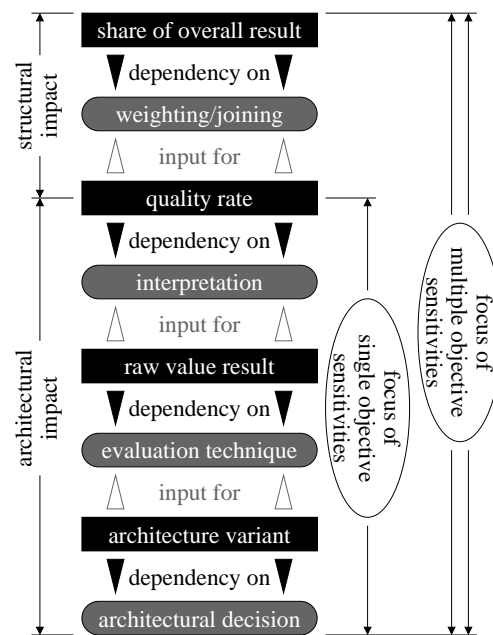 share of overall result
dependency on
weighting/joining
input for
quality rate
dependency on
interpretation
input for
raw value result
dependency on
evaluation technique
input for
architecture variant
dependency on
architectural decision
structural
impact
architectural
impact
focus of
single objective
sensitivities
focus of
multiple objective
sensitivities